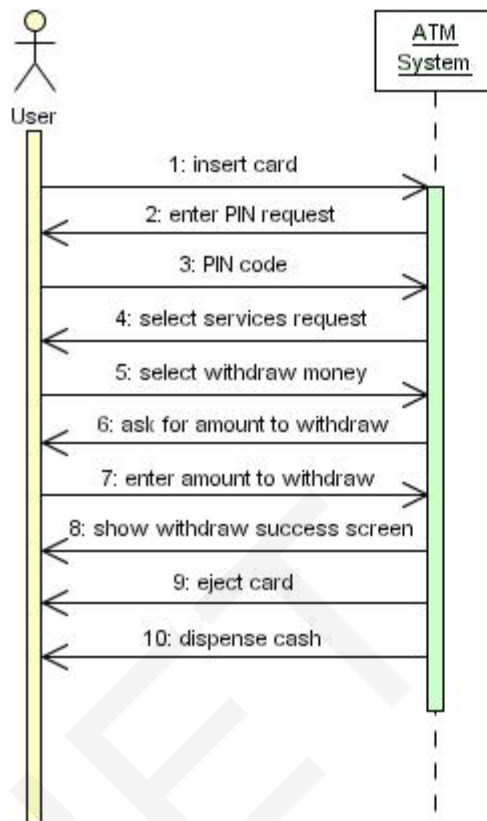 ATM
System
User
1: insert card
2: enter PIN request
3: PIN code
4: select services request
5: select withdraw money
6: ask for amount to withdraw
7: enter amount to withdraw
8: show withdraw success screen
9: eject card
10: dispense cash